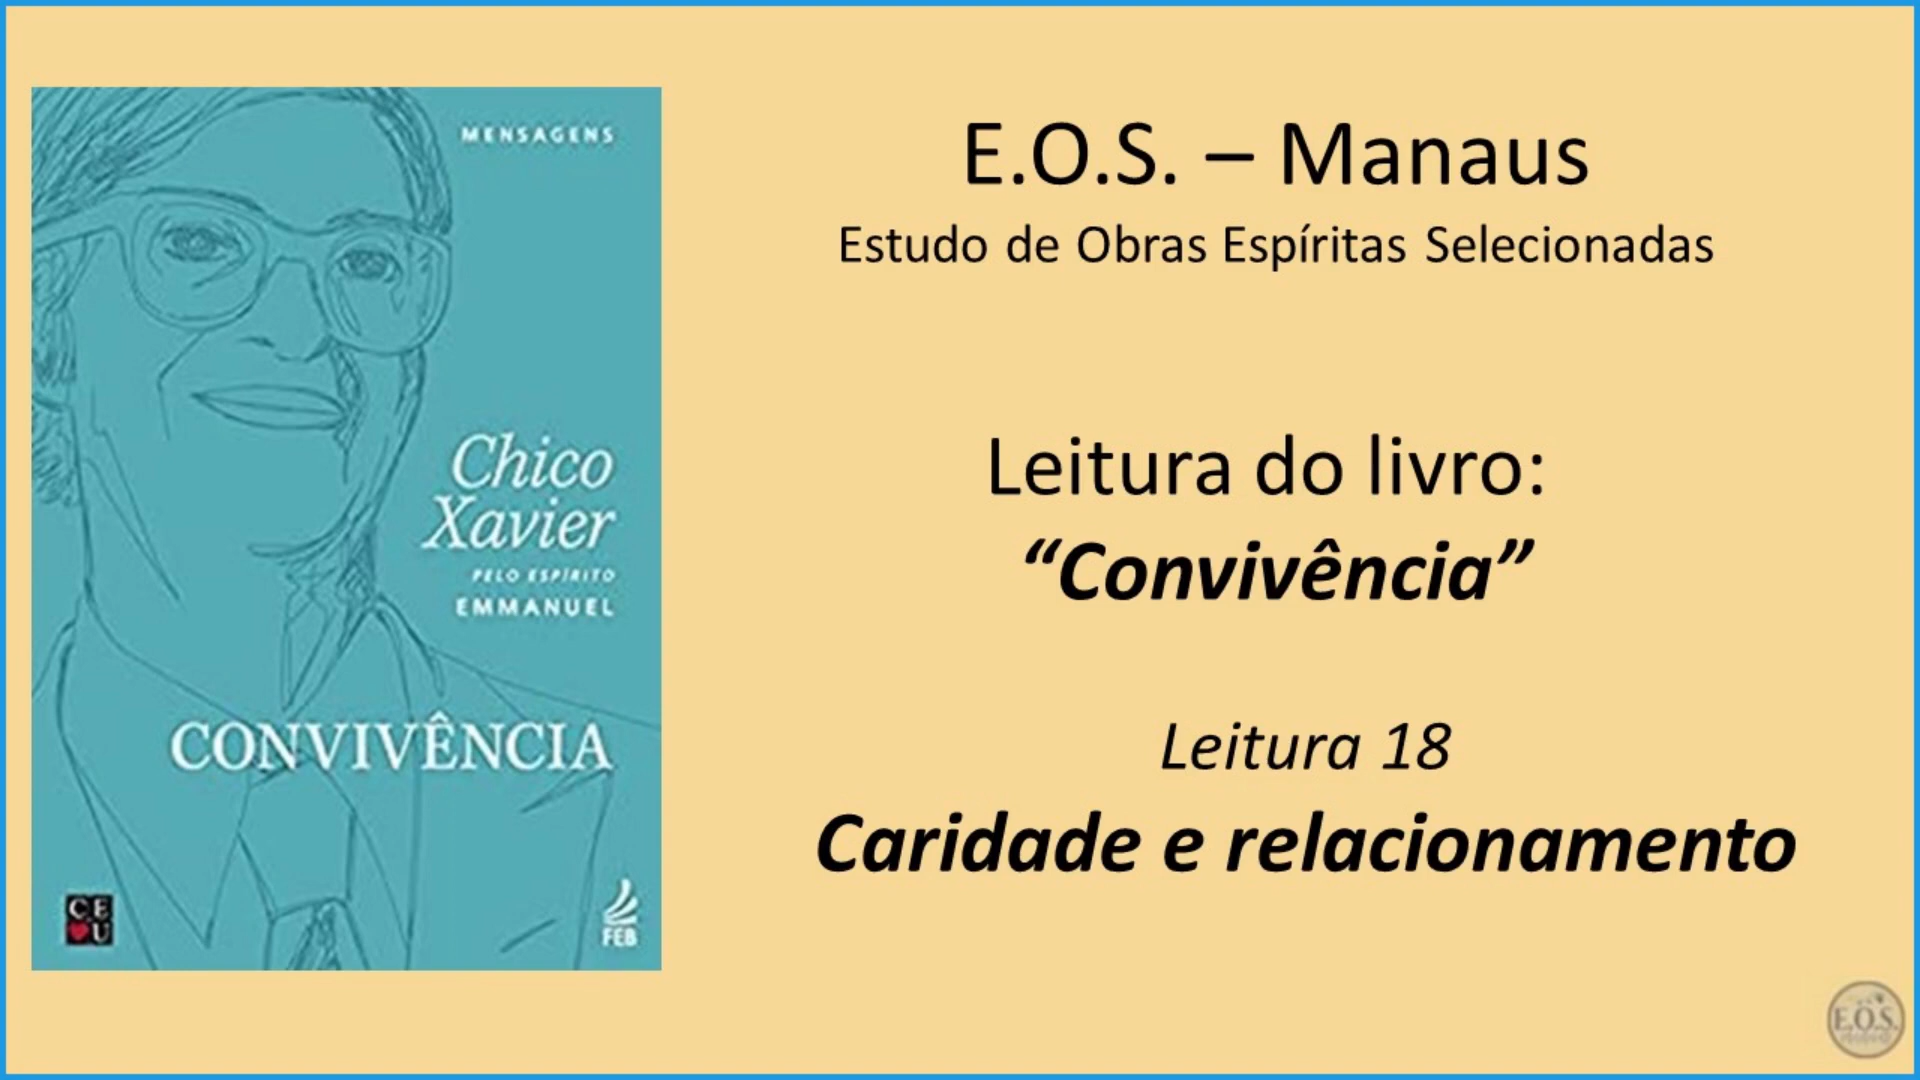 MENSAGENS
Chico
Xavier
PELO ESPÍRITO
EMMANUEL
CONVIVÊNCIA
CE
U
FEB
E.O.S. – Manaus
Estudo de Obras Espíritas Selecionadas
Leitura do livro:
“Convivência”
Leitura 18
Caridade e relacionamento
E.O.S.